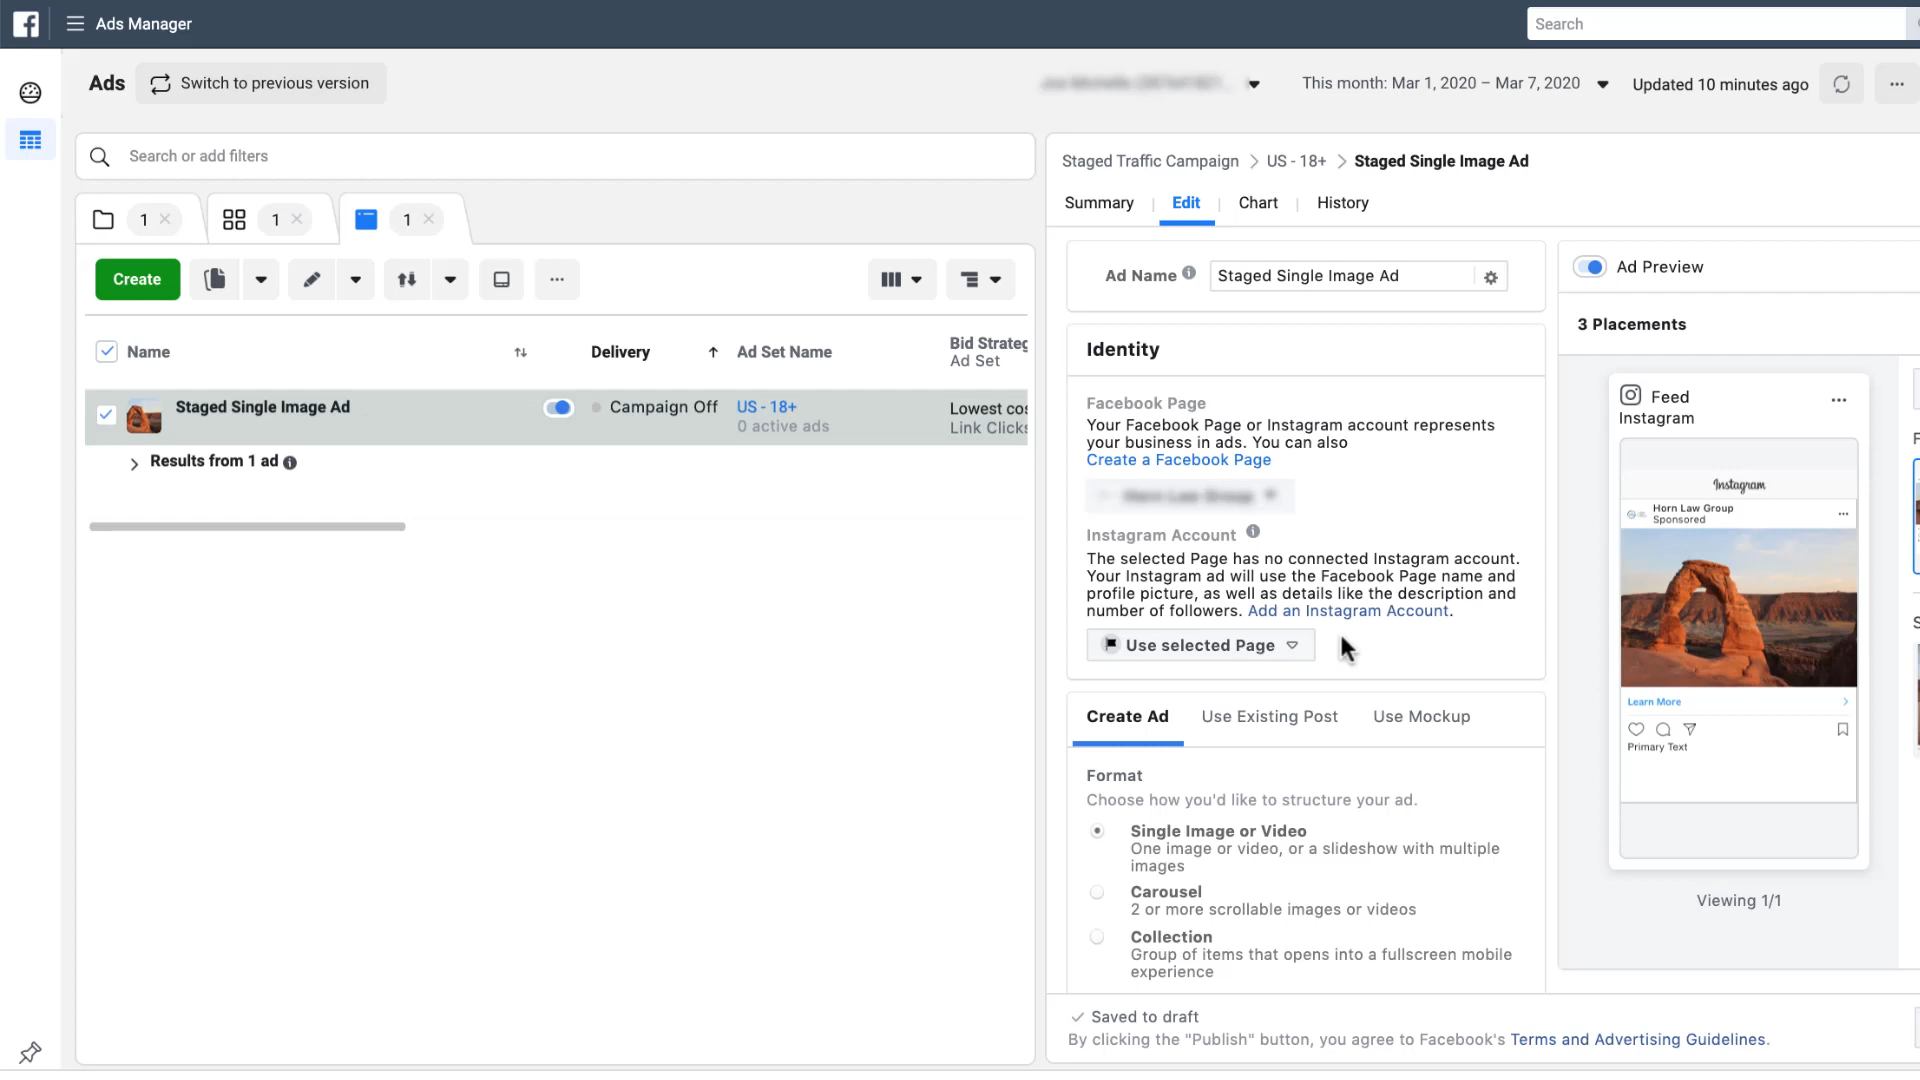 Ads Manager
Search
Ads
Switch to previous version
This month: Mar 1, 2020 – Mar 7, 2020
Updated 10 minutes ago
Search or add filters
1
1
1
Create
Name
Delivery
Ad Set Name
Bid Strateg
Ad Set
Staged Single Image Ad
Campaign Off
US - 18+
0 active ads
Lowest cos
Link Clicks
Results from 1 ad
Staged Traffic Campaign > US - 18+ > Staged Single Image Ad
Summary
Edit
Chart
History
Ad Name
Staged Single Image Ad
Identity
Facebook Page
Your Facebook Page or Instagram account represents
your business in ads. You can also
Create a Facebook Page
Horn Law Group
Instagram Account
The selected Page has no connected Instagram account.
Your Instagram ad will use the Facebook Page name and
profile picture, as well as details like the description and
number of followers. Add an Instagram Account.
Use selected Page
Create Ad
Use Existing Post
Use Mockup
Format
Choose how you'd like to structure your ad.
Single Image or Video
One image or video, or a slideshow with multiple
images
Carousel
2 or more scrollable images or videos
Collection
Group of items that opens into a fullscreen mobile
experience
Saved to draft
By clicking the "Publish" button, you agree to Facebook's Terms and Advertising Guidelines.
Ad Preview
3 Placements
Feed
Instagram
Instagram
Horn Law Group
Sponsored
Learn More
Primary Text
Viewing 1/1